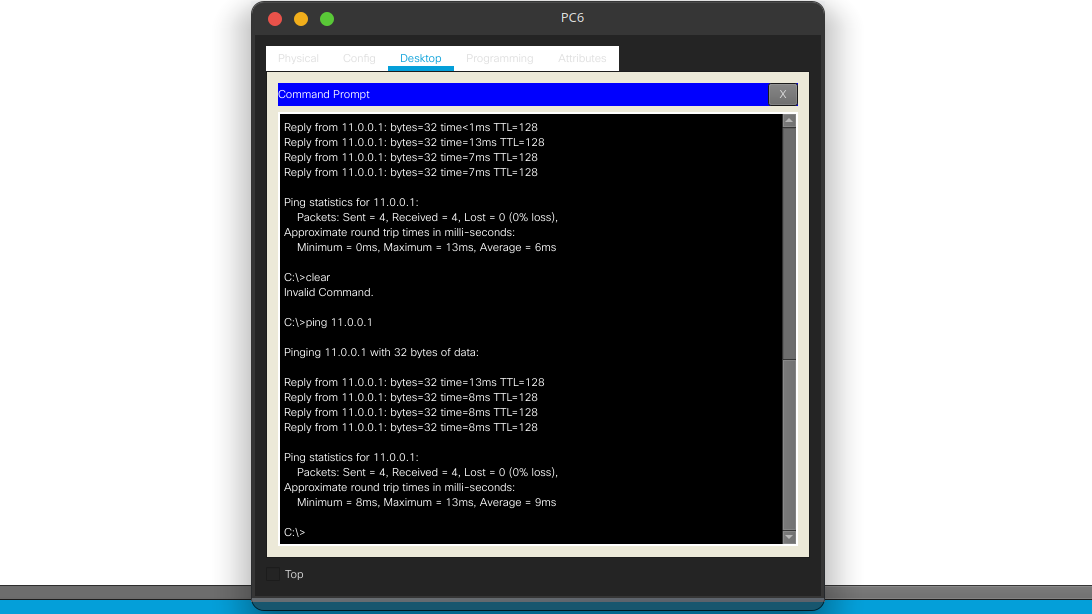 PC6
Physical Config Desktop Programming Attributes
Command Prompt X
Reply from 11.0.0.1: bytes=32 time<1ms TTL=128
Reply from 11.0.0.1: bytes=32 time=13ms TTL=128
Reply from 11.0.0.1: bytes=32 time=7ms TTL=128
Reply from 11.0.0.1: bytes=32 time=7ms TTL=128
Ping statistics for 11.0.0.1:
Packets: Sent = 4, Received = 4, Lost = 0 (0% loss),
Approximate round trip times in milli-seconds:
Minimum = 0ms, Maximum = 13ms, Average = 6ms
C:\>clear
Invalid Command.
C:\>ping 11.0.0.1
Pinging 11.0.0.1 with 32 bytes of data:
Reply from 11.0.0.1: bytes=32 time=13ms TTL=128
Reply from 11.0.0.1: bytes=32 time=8ms TTL=128
Reply from 11.0.0.1: bytes=32 time=8ms TTL=128
Reply from 11.0.0.1: bytes=32 time=8ms TTL=128
Ping statistics for 11.0.0.1:
Packets: Sent = 4, Received = 4, Lost = 0 (0% loss),
Approximate round trip times in milli-seconds:
Minimum = 8ms, Maximum = 13ms, Average = 9ms
C:\>
Top